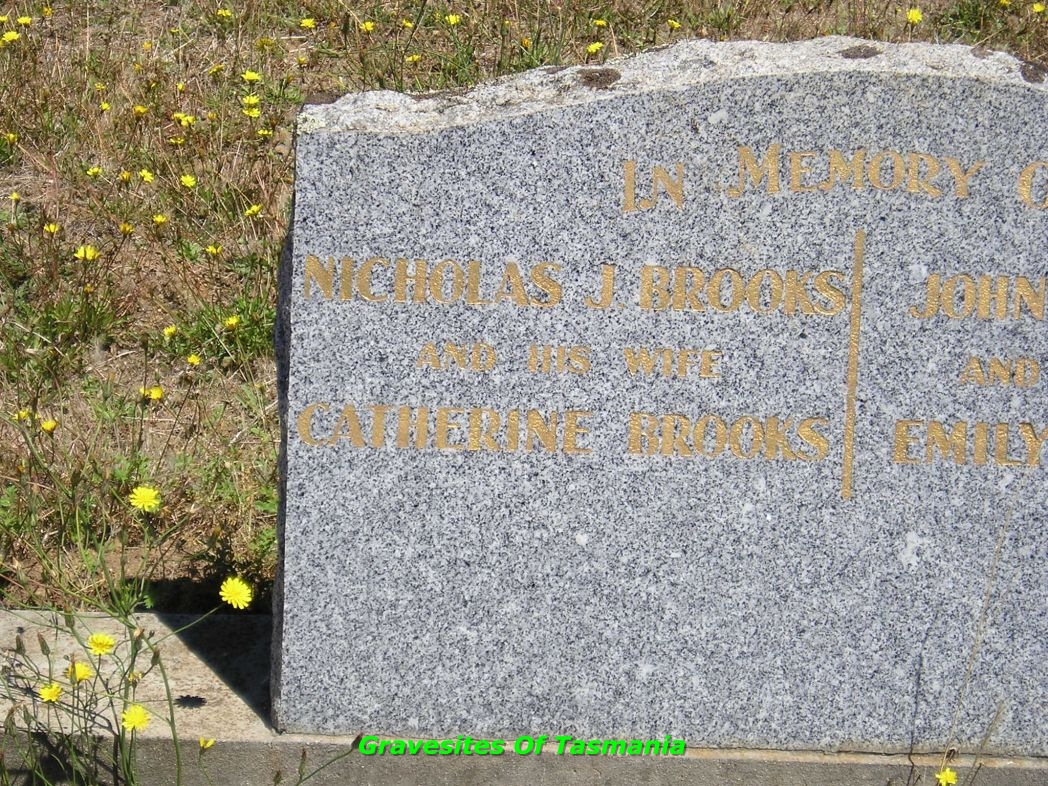 In Memory O
NICHOLAS J. BROOKS
AND HIS WIFE
CATHERINE BROOKS
JOHN
AND
EMILY
Gravesites Of Tasmania